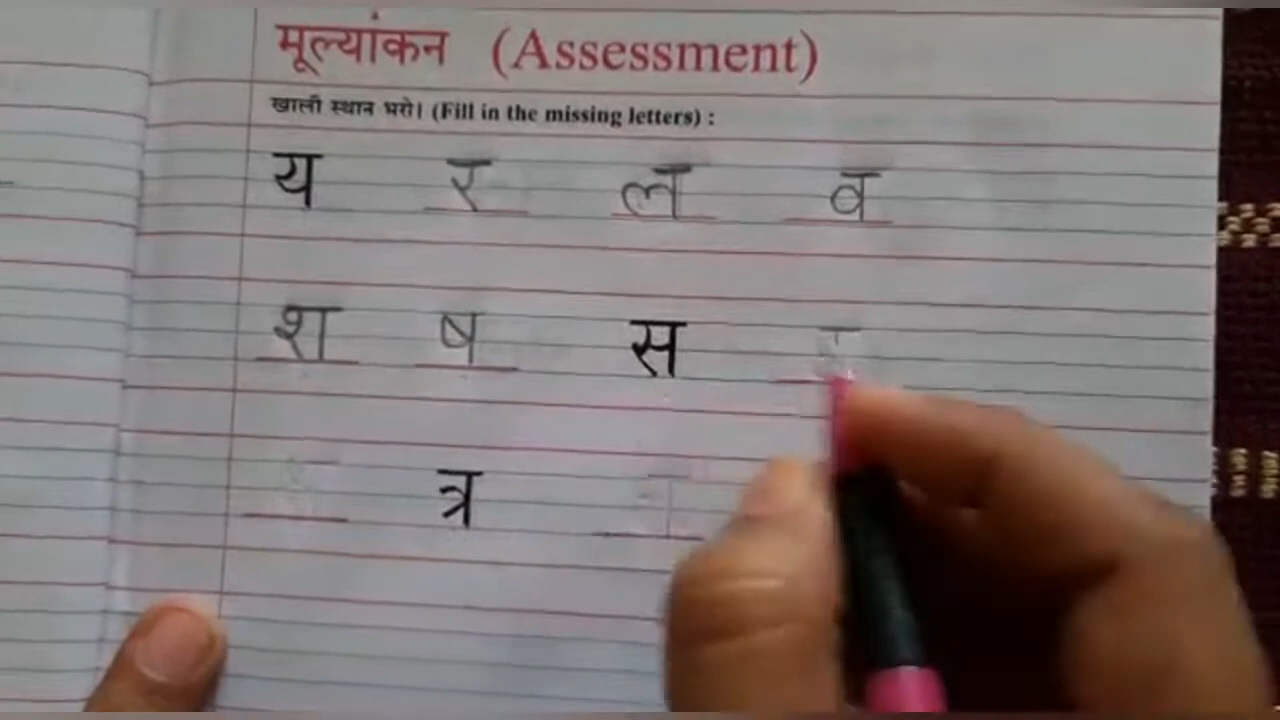 मूल्यांकन (Assessment)
खाली स्थान भरो। (Fill in the missing letters) :
य र ल व
श ष स
त्र